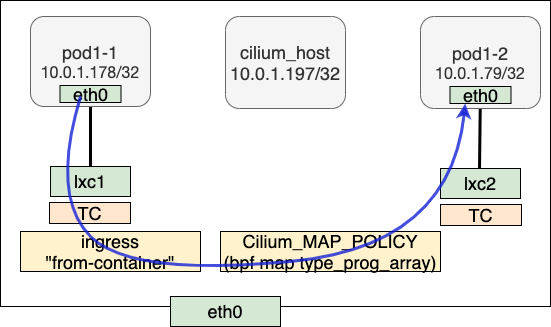 pod1-1
10.0.1.178/32
eth0
cilium_host
10.0.1.197/32
pod1-2
10.0.1.79/32
eth0
lxc1
TC
ingress
"from-container"
Cilium_MAP_POLICY
(bpf map type_prog_array)
lxc2
TC
eth0